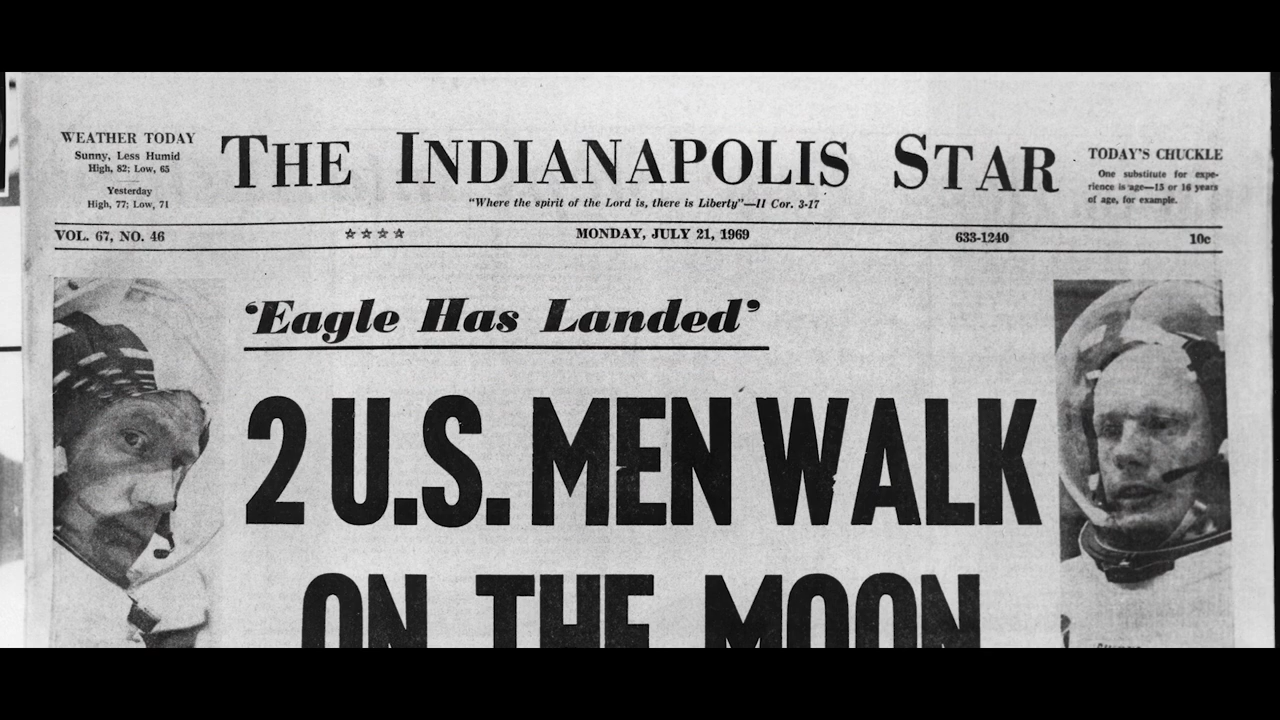 WEATHER TODAY
Sunny, Less Humid
High, 82; Low, 65
Yesterday
High, 77; Low, 71
THE INDIANAPOLIS STAR
"Where the spirit of the Lord is, there is Liberty"—II Cor. 3-17
TODAY'S CHUCKLE
One substitute for expe-
rience is age—15 or 16 years
of age, for example.
VOL. 67, NO. 46
☆ ☆ ☆ ☆
MONDAY, JULY 21, 1969
633-1240
10c
'Eagle Has Landed'
2 U.S. MEN WALK
ON THE MOON